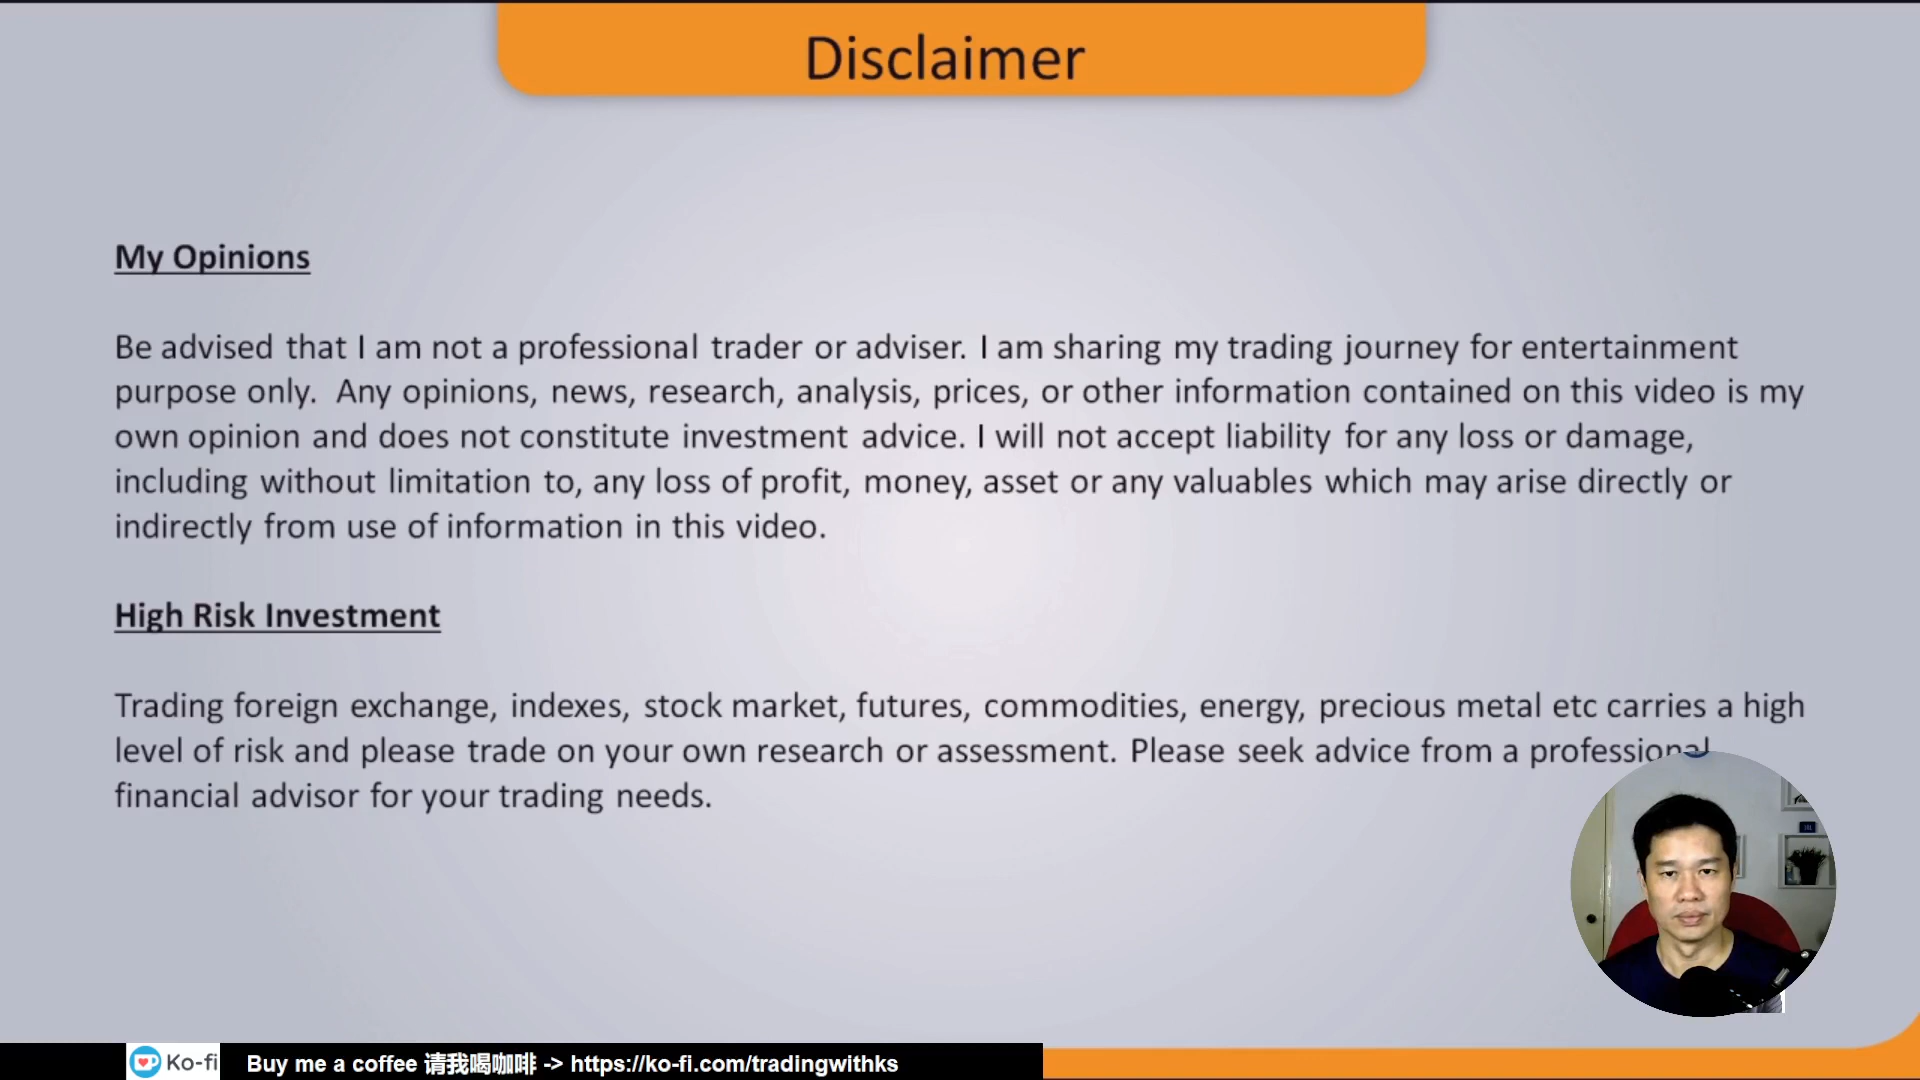 Disclaimer
My Opinions
Be advised that I am not a professional trader or adviser. I am sharing my trading journey for entertainment
purpose only. Any opinions, news, research, analysis, prices, or other information contained on this video is my
own opinion and does not constitute investment advice. I will not accept liability for any loss or damage,
including without limitation to, any loss of profit, money, asset or any valuables which may arise directly or
indirectly from use of information in this video.
High Risk Investment
Trading foreign exchange, indexes, stock market, futures, commodities, energy, precious metal etc carries a high
level of risk and please trade on your own research or assessment. Please seek advice from a professional
financial advisor for your trading needs.
Ko-fi Buy me a coffee 请我喝咖啡 -> https://ko-fi.com/tradingwithks